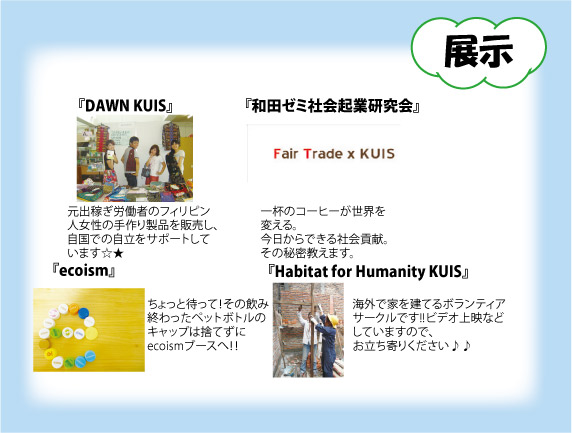 展示
『DAWN KUIS』
元出稼ぎ労働者のフィリピン
人女性の手作り製品を販売し、
自国での自立をサポートして
います☆★
『和田ゼミ社会起業研究会』
Fair Trade x KUIS
一杯のコーヒーが世界を
変える。
今日からできる社会貢献。
その秘密教えます。
『ecoism』
ちょっと待って！その飲み
終わったペットボトルの
キャップは捨てずに
ecoismブースへ！！
『Habitat for Humanity KUIS』
海外で家を建てるボランティア
サークルです!!ビデオ上映など
していますので、
お立ち寄りください♪♪